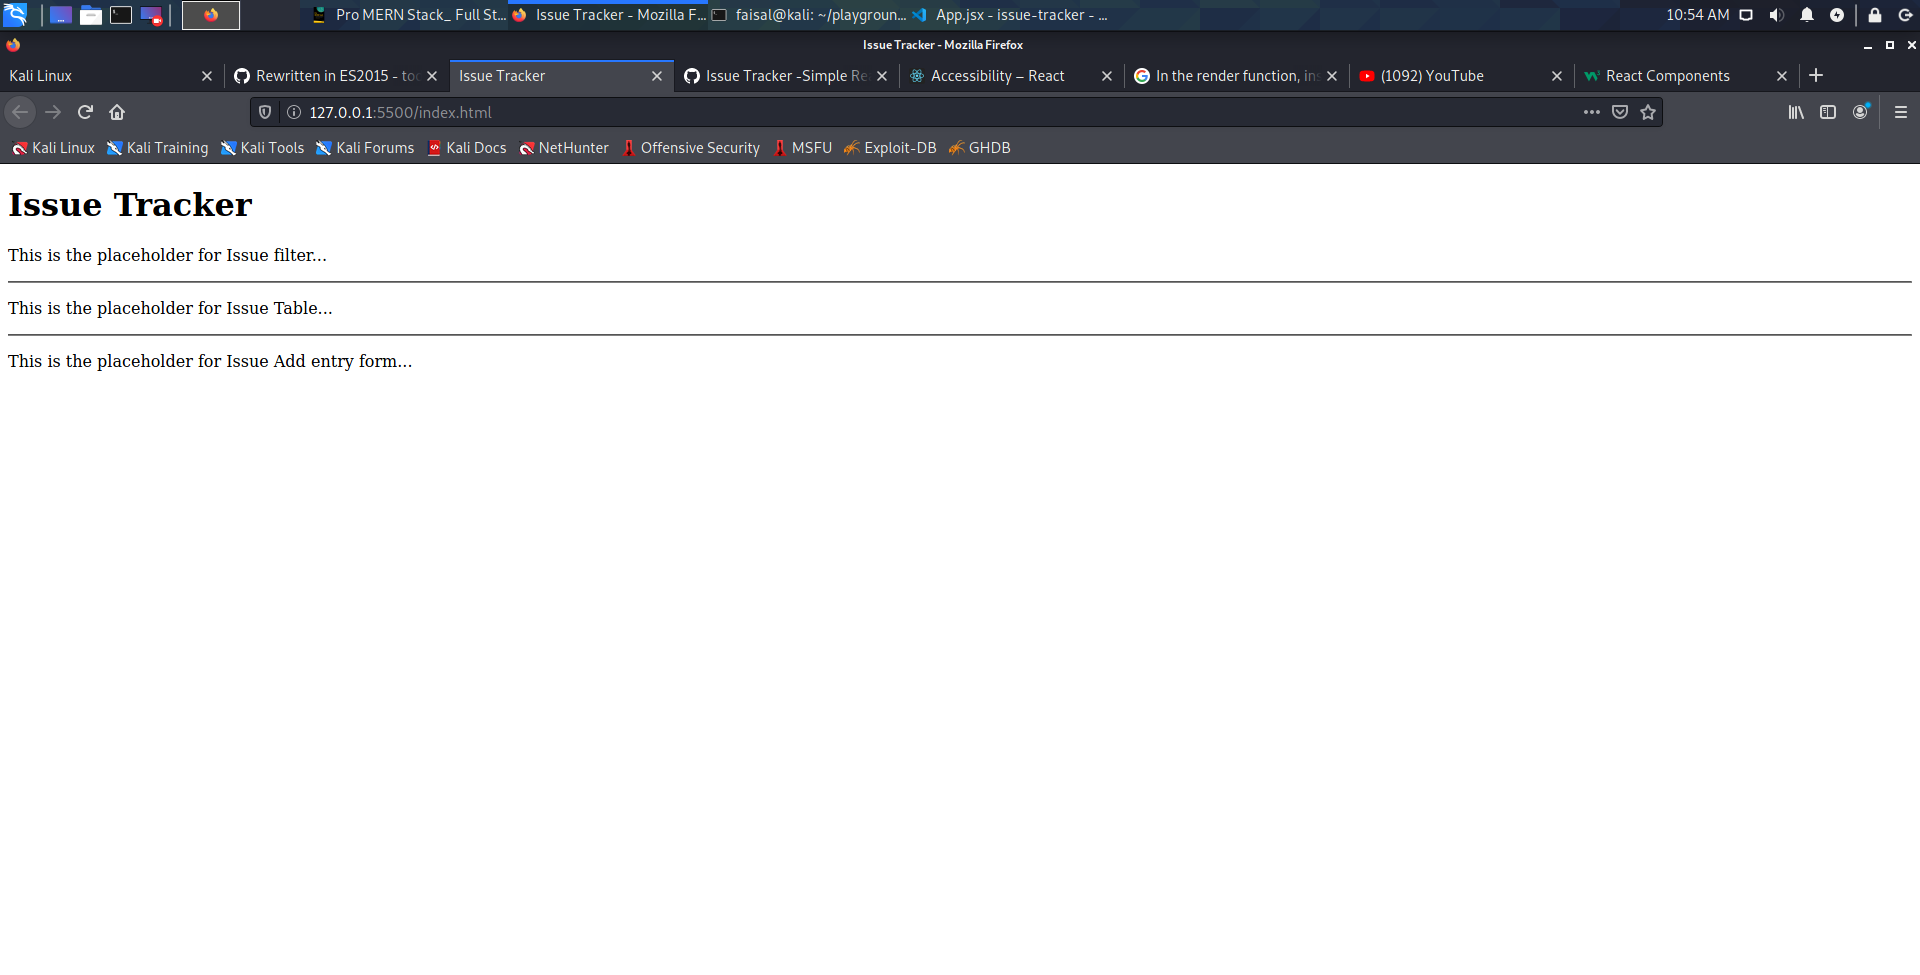 Pro MERN Stack_ Full St... Issue Tracker - Mozilla F... faisal@kali: ~/playgroun... App.jsx - issue-tracker - ... 10:54 AM
Issue Tracker - Mozilla Firefox
Kali Linux Rewritten in ES2015 - Issue Tracker Issue Tracker -Simple Re Accessibility – React In the render function, ins (1092) YouTube React Components
127.0.0.1:5500/index.html
Kali Linux Kali Training Kali Tools Kali Forums Kali Docs NetHunter Offensive Security MSFU Exploit-DB GHDB
Issue Tracker
This is the placeholder for Issue filter...
This is the placeholder for Issue Table...
This is the placeholder for Issue Add entry form...